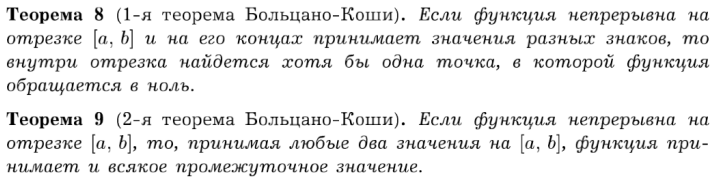 Теорема 8 (1-я теорема Больцано-Коши). Если функция непрерывна на
отрезке [a, b] и на его концах принимает значения разных знаков, то
внутри отрезка найдется хотя бы одна точка, в которой функция
обращается в ноль.
Теорема 9 (2-я теорема Больцано-Коши). Если функция непрерывна на
отрезке [a, b], то, принимая любые два значения на [a, b], функция при-
нимает и всякое промежуточное значение.